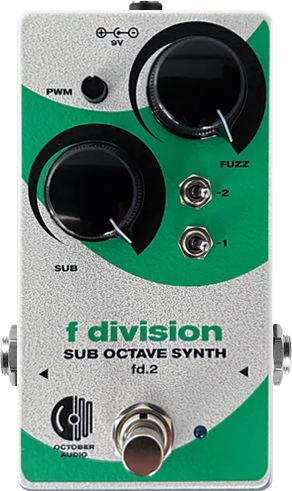 9V
PWM
FUZZ
-2
-1
SUB
f division
SUB OCTAVE SYNTH
fd.2
OCTOBER
AUDIO